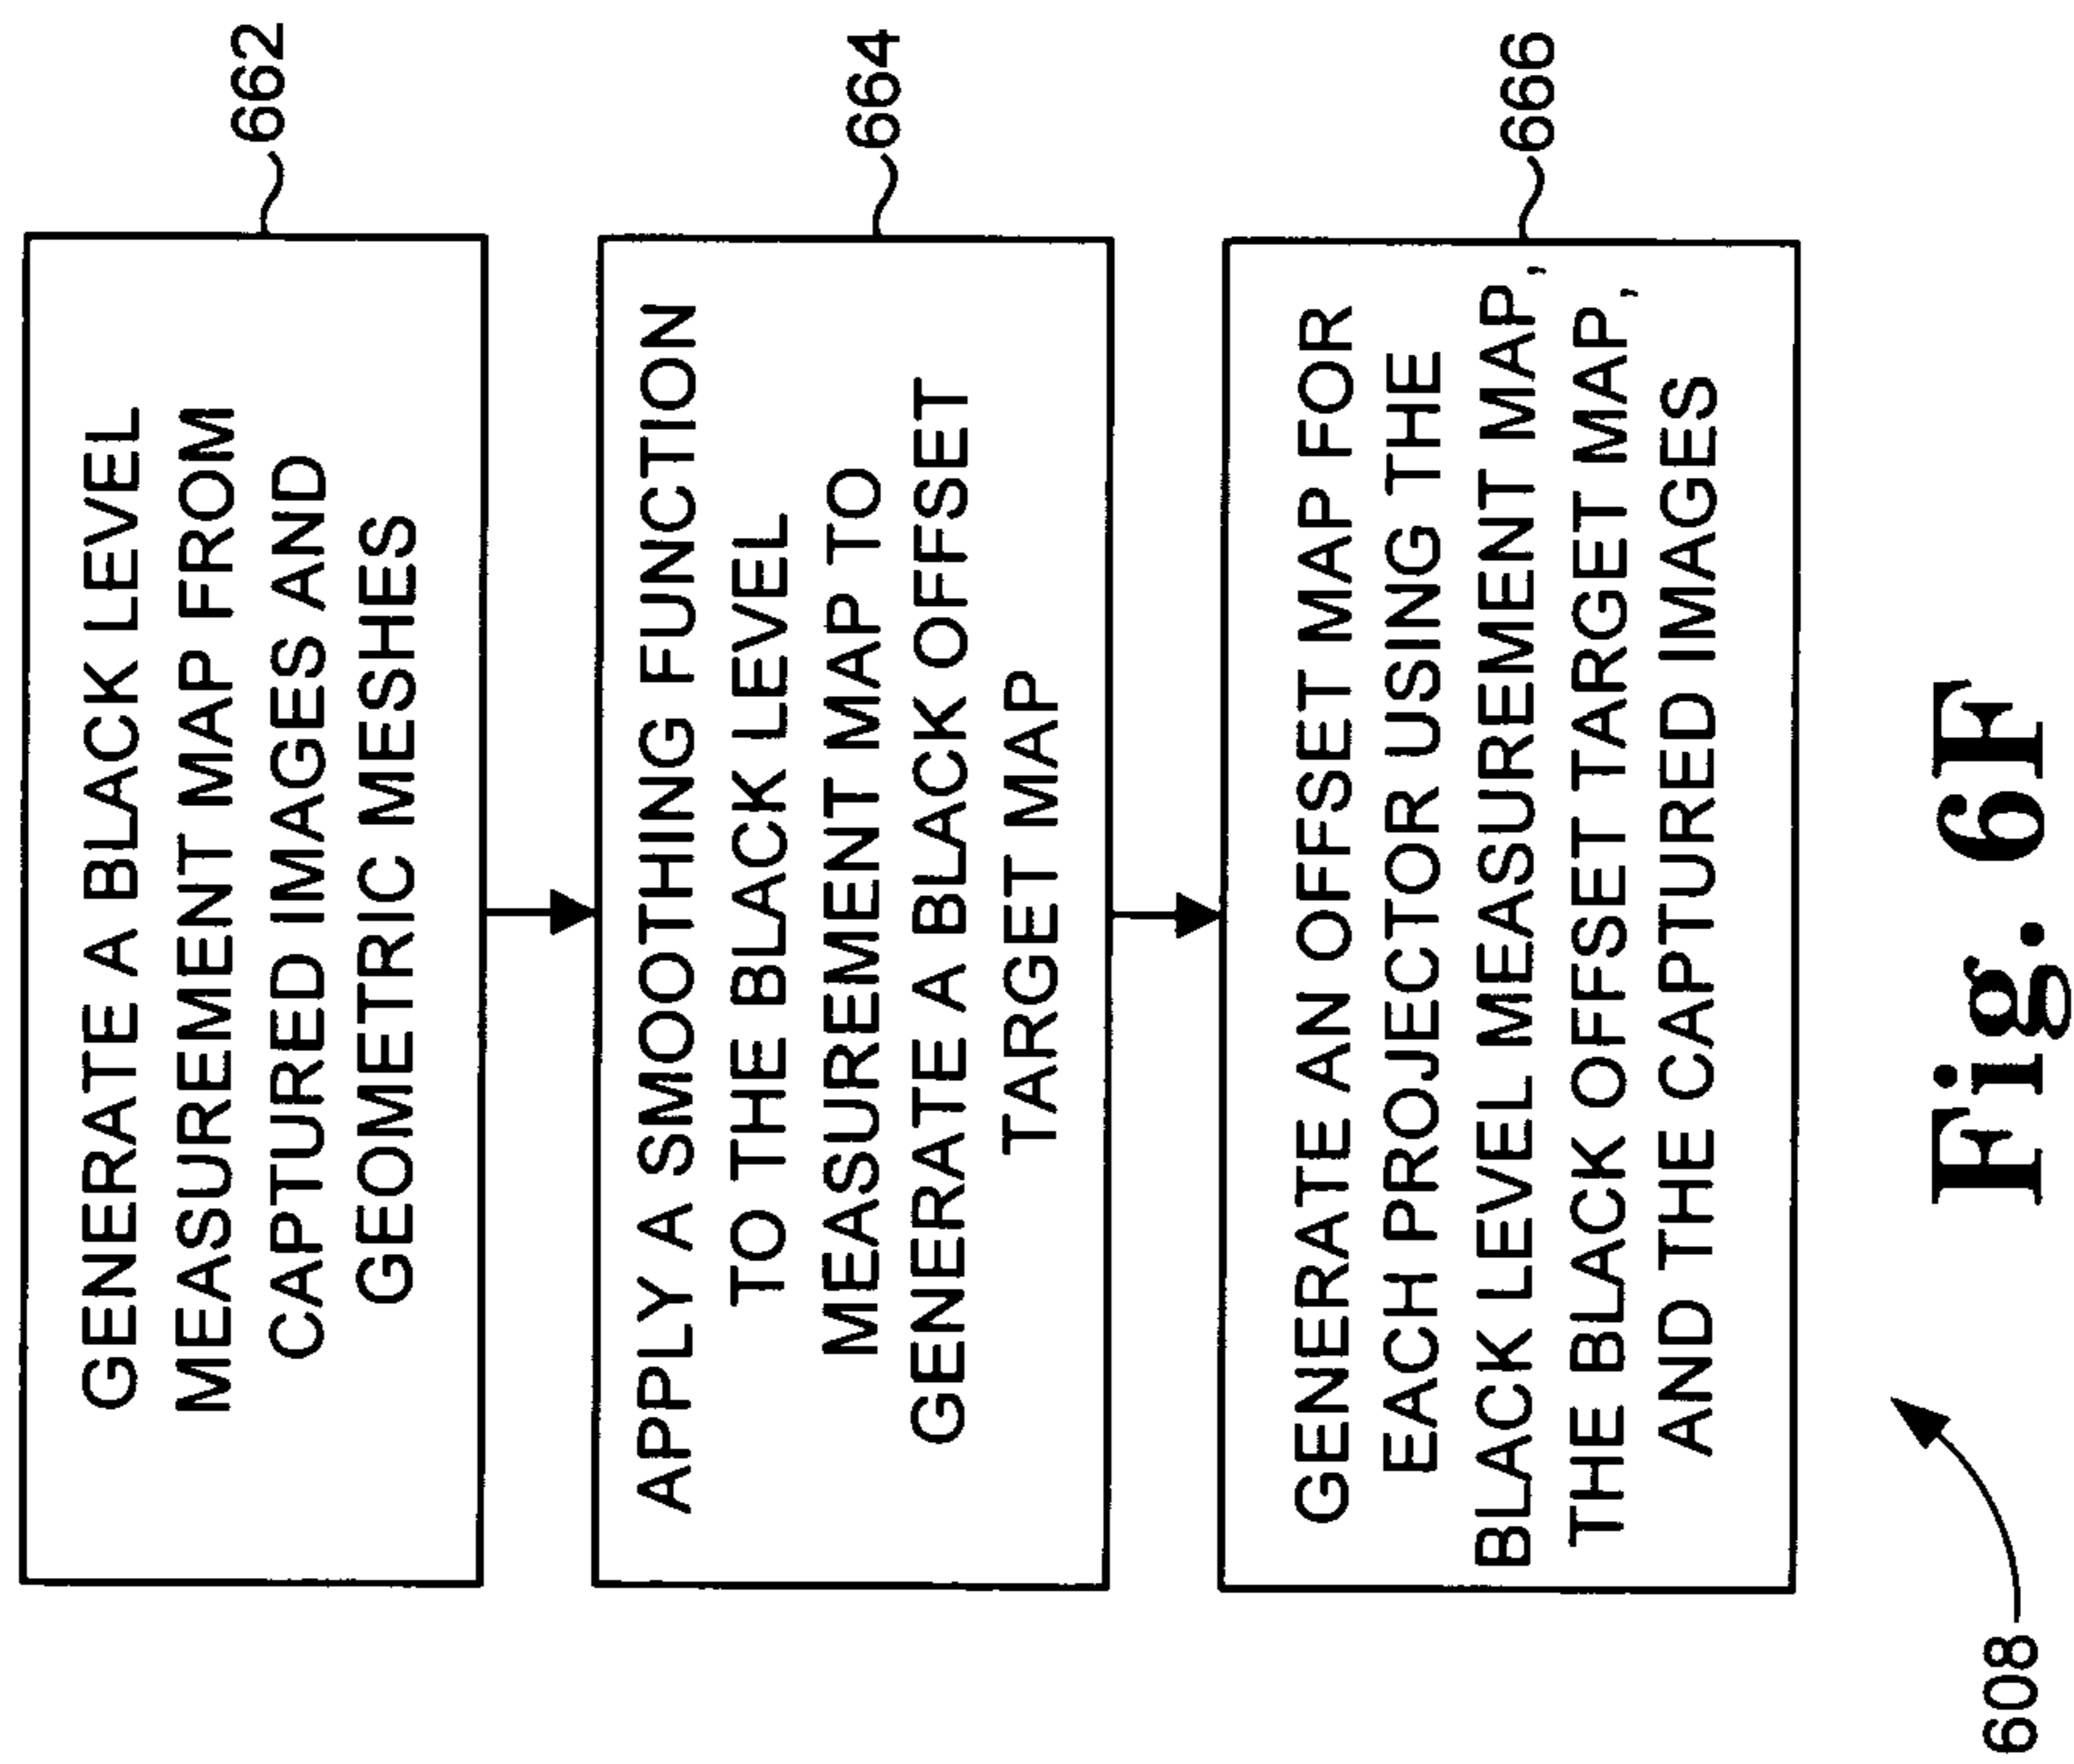 GENERATE A BLACK LEVEL
MEASUREMENT MAP FROM
CAPTURED IMAGES AND
GEOMETRIC MESHES
662
APPLY A SMOOTHING FUNCTION
TO THE BLACK LEVEL
MEASUREMENT MAP TO
GENERATE A BLACK OFFSET
TARGET MAP
664
GENERATE AN OFFSET MAP FOR
EACH PROJECTOR USING THE
BLACK LEVEL MEASUREMENT MAP,
THE BLACK OFFSET TARGET MAP,
AND THE CAPTURED IMAGES
666
608
Fig. 6F